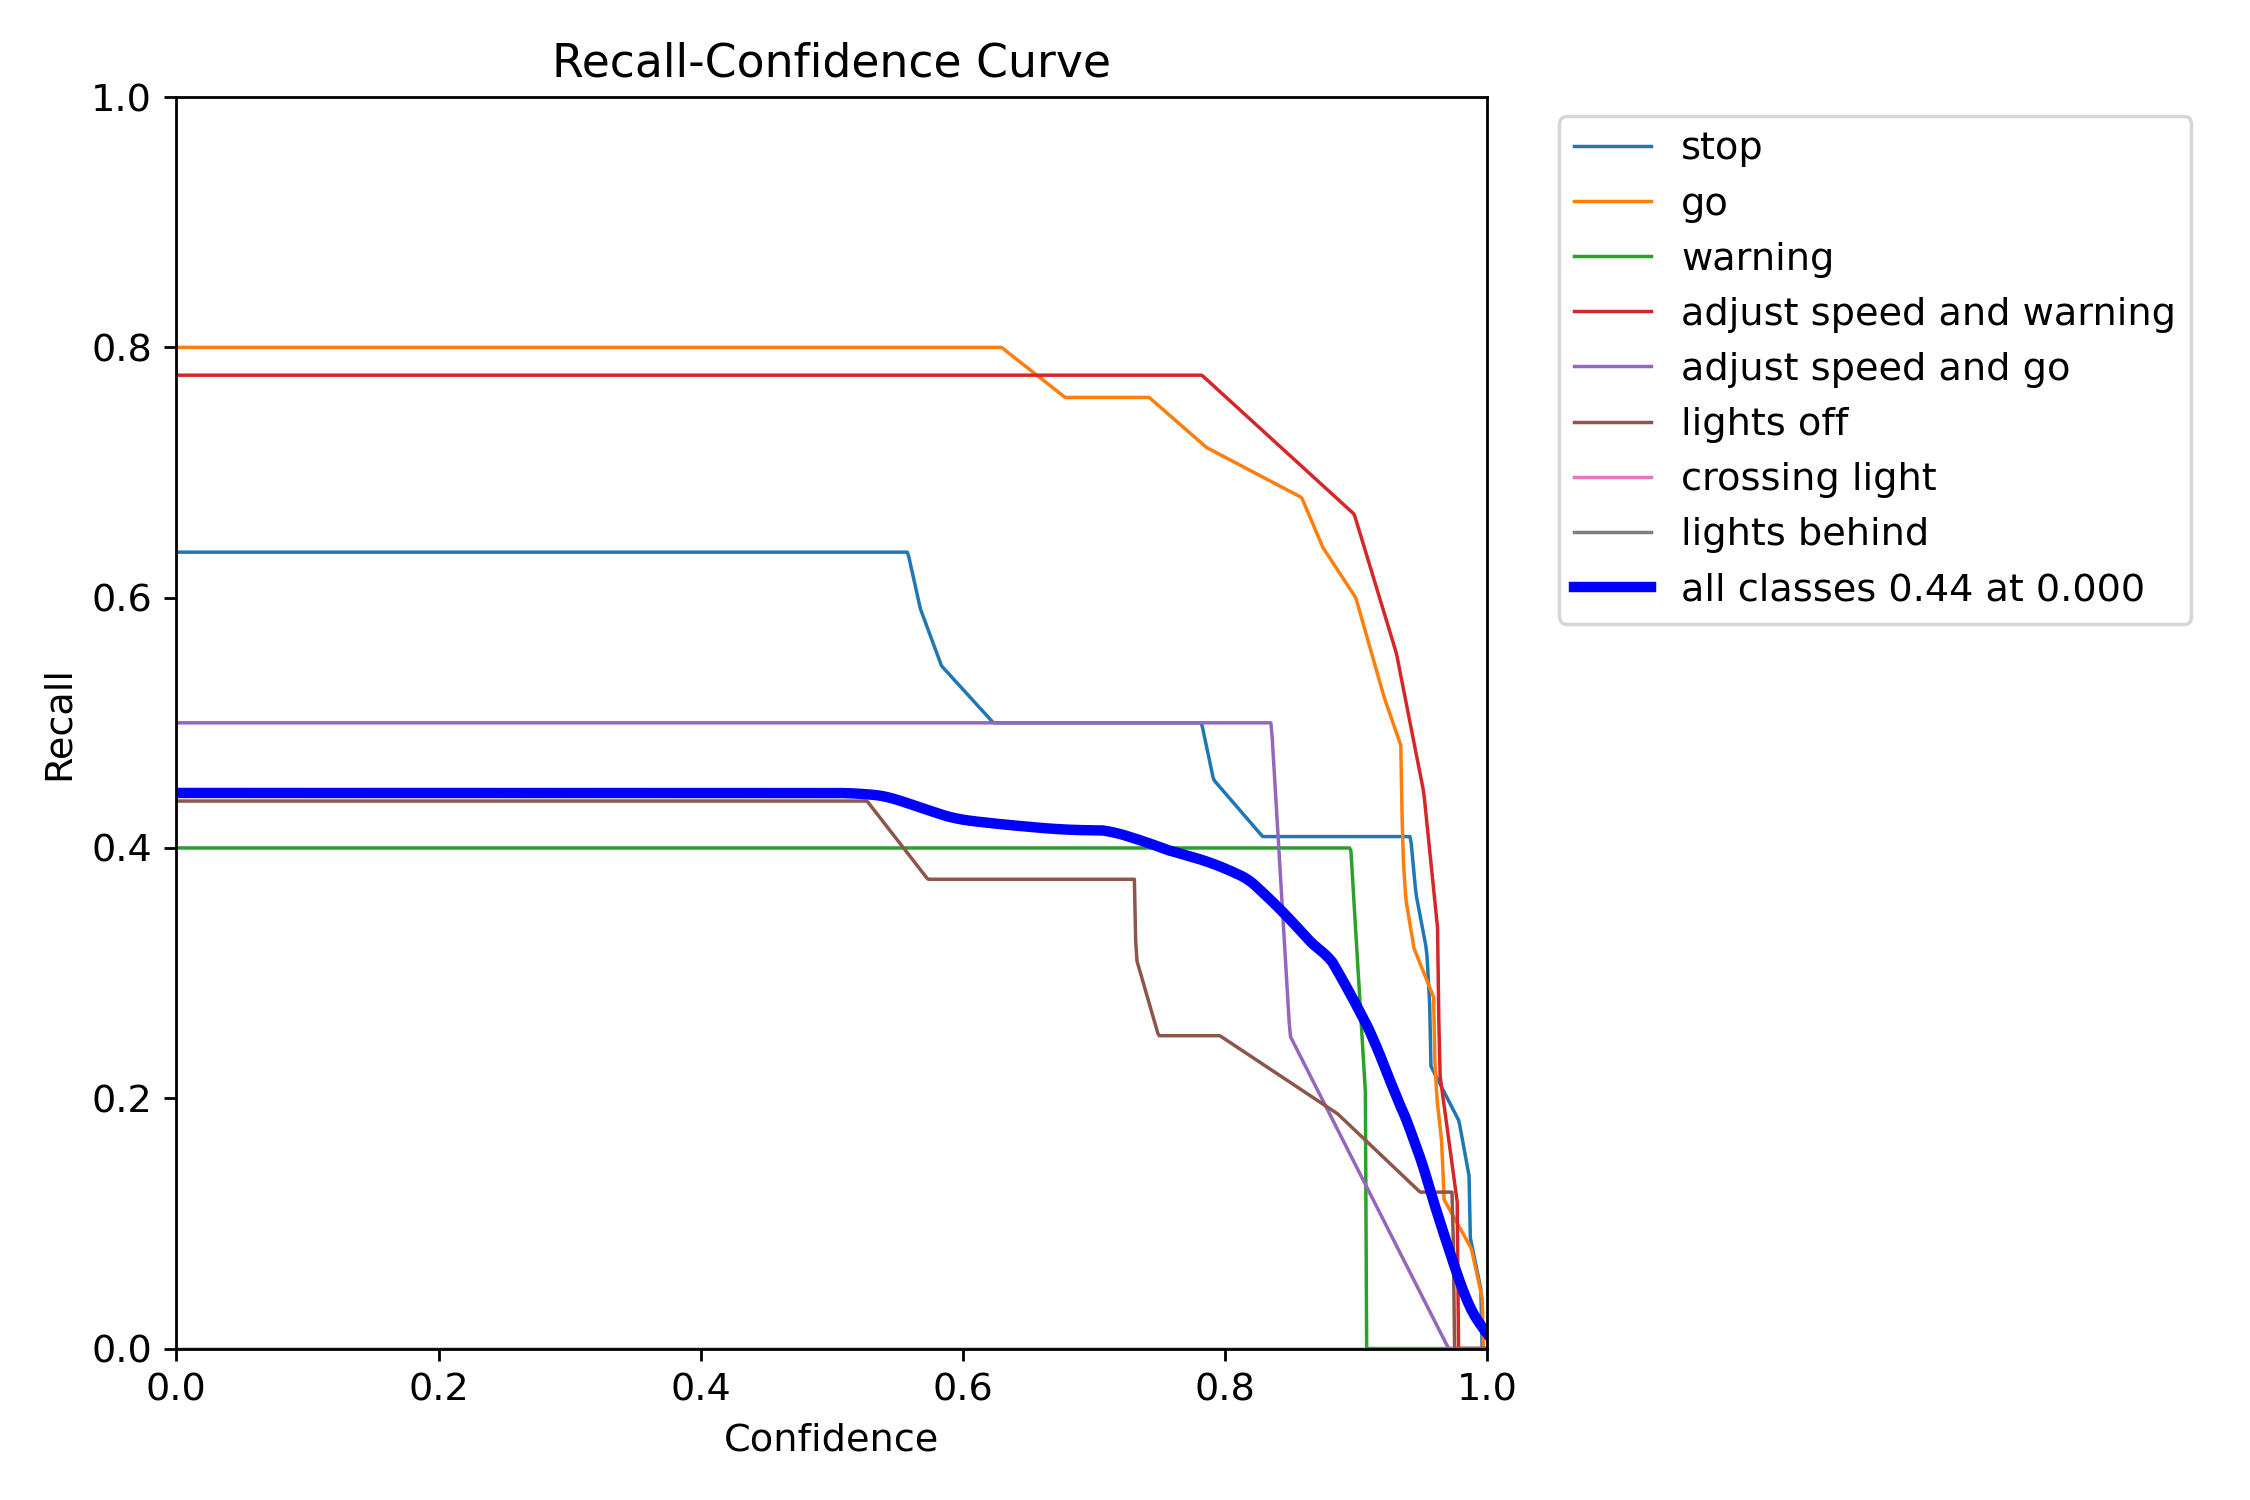 Recall-Confidence Curve
1.0
0.8
0.6
0.4
0.2
0.0
Recall
0.0 0.2 0.4 0.6 0.8 1.0
Confidence
stop
go
warning
adjust speed and warning
adjust speed and go
lights off
crossing light
lights behind
all classes 0.44 at 0.000